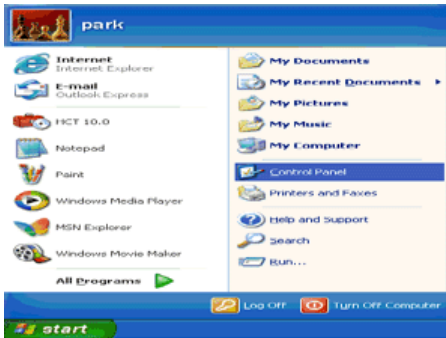 park
Internet
Internet Explorer
E-mail
Outlook Express
HCT 10.0
Notepad
Paint
Windows Media Player
MSN Explorer
Windows Movie Maker
All Programs
My Documents
My Recent Documents
My Pictures
My Music
My Computer
Control Panel
Printers and Faxes
Help and Support
Search
Run...
Log Off
Turn Off Computer
start